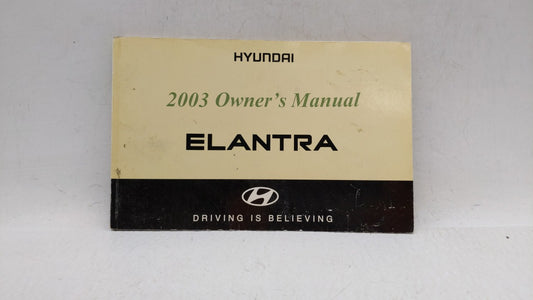 HYUNDAI
2003 Owner's Manual
ELANTRA
DRIVING IS BELIEVING